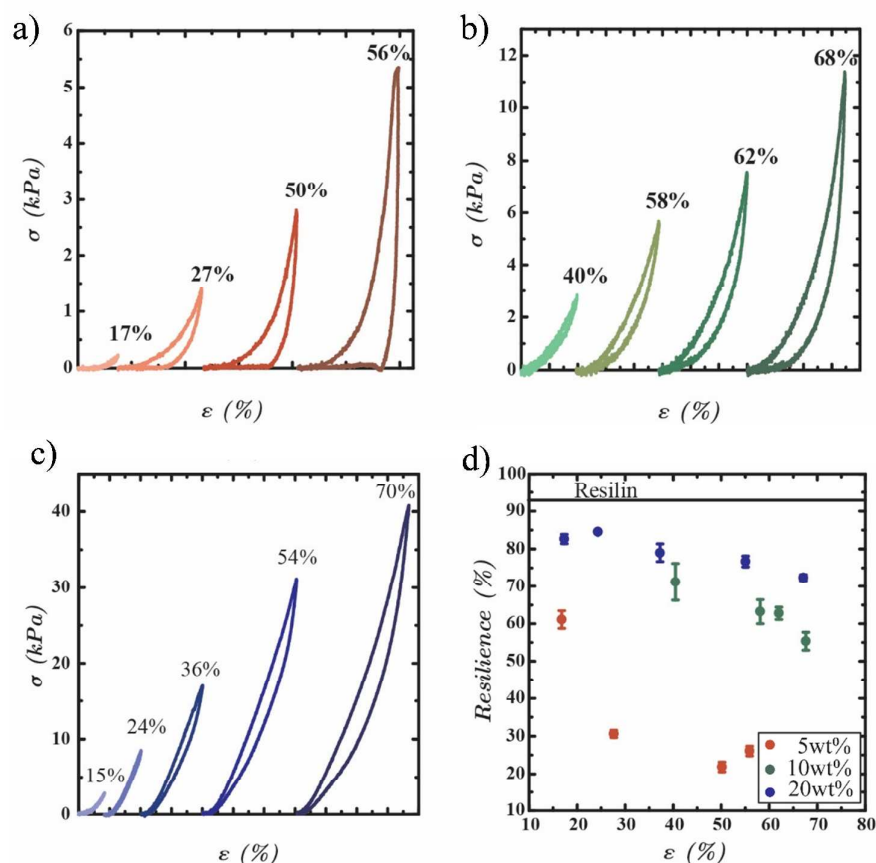 a)
6
5
4
3
2
1
0
σ (kPa)
17%
27%
50%
56%
ε (%)
b)
12
10
8
6
4
2
0
σ (kPa)
40%
58%
62%
68%
ε (%)
c)
40
30
20
10
0
σ (kPa)
15%
24%
36%
54%
70%
ε (%)
d)
100
90
80
70
60
50
40
30
20
10
Resilience (%)
Resilin
5wt%
10wt%
20wt%
10 20 30 40 50 60 70 80
ε (%)